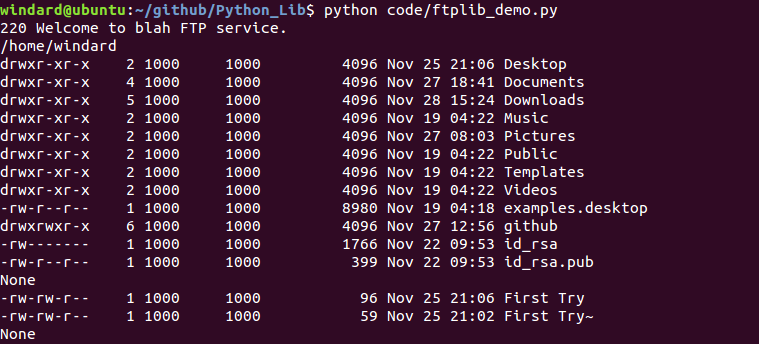 windard@ubuntu:~/github/Python_Lib$ python code/ftplib_demo.py
220 Welcome to blah FTP service.
/home/windard
drwxr-xr-x    2 1000     1000         4096 Nov 25 21:06 Desktop
drwxr-xr-x    4 1000     1000         4096 Nov 27 18:41 Documents
drwxr-xr-x    5 1000     1000         4096 Nov 28 15:24 Downloads
drwxr-xr-x    2 1000     1000         4096 Nov 19 04:22 Music
drwxr-xr-x    2 1000     1000         4096 Nov 27 08:03 Pictures
drwxr-xr-x    2 1000     1000         4096 Nov 19 04:22 Public
drwxr-xr-x    2 1000     1000         4096 Nov 19 04:22 Templates
drwxr-xr-x    2 1000     1000         4096 Nov 19 04:22 Videos
-rw-r--r--    1 1000     1000         8980 Nov 19 04:18 examples.desktop
drwxrwxr-x    6 1000     1000         4096 Nov 27 12:56 github
-rw-------    1 1000     1000         1766 Nov 22 09:53 id_rsa
-rw-r--r--    1 1000     1000          399 Nov 22 09:53 id_rsa.pub
None
-rw-rw-r--    1 1000     1000           96 Nov 25 21:06 First Try
-rw-rw-r--    1 1000     1000           59 Nov 25 21:02 First Try~
None